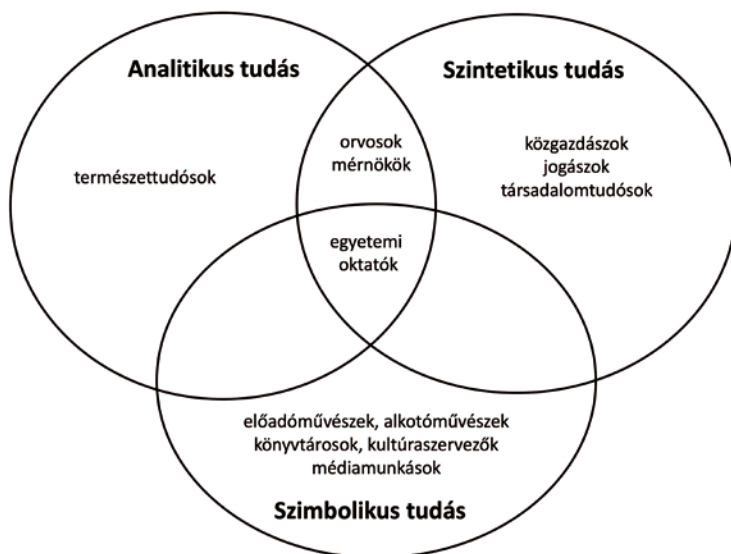 Analitikus tudás
Szintetikus tudás
természettudósok
orvosok
mérnökök
közgazdászok
jogászok
társadalomtudósok
egyetemi
oktatók
előadóművészek, alkotóművészek
könyvtárosok, kultúraszervezők
médiamunkások
Szimbolikus tudás